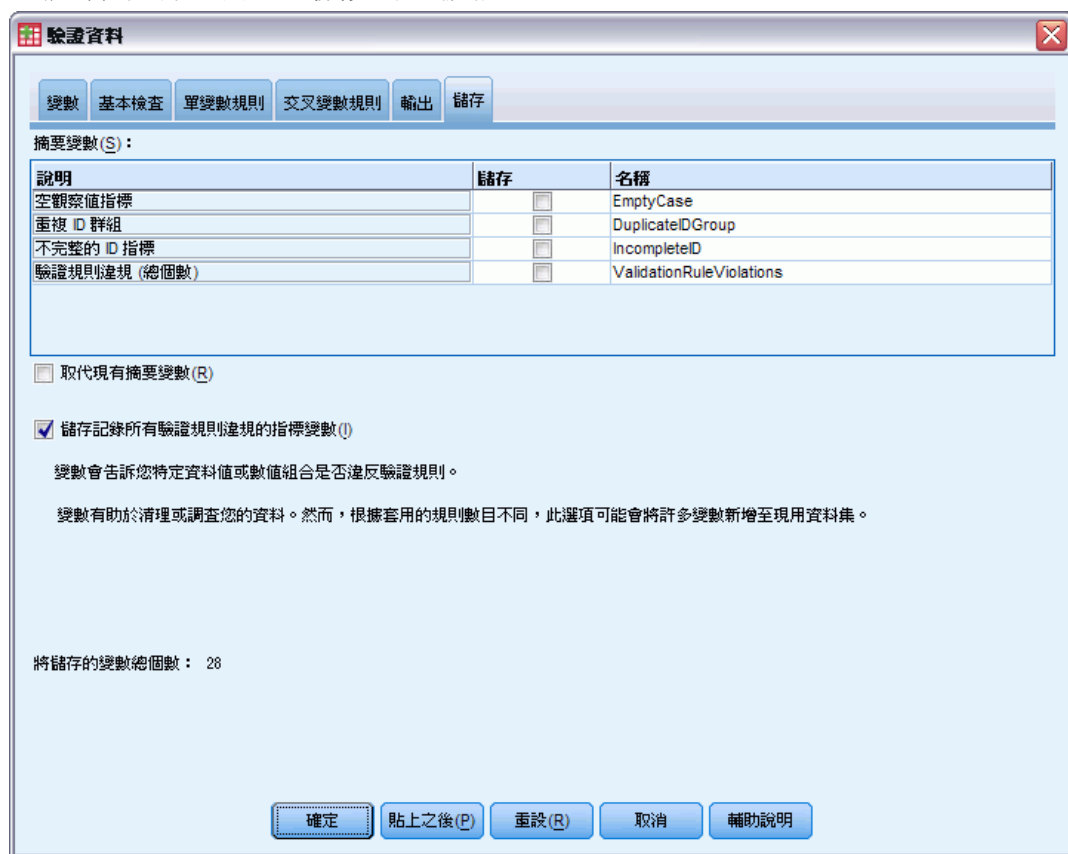 驗證資料
變數 基本檢查 單變數規則 交叉變數規則 輸出 儲存
摘要變數(S)：
說明 儲存 名稱
空觀察值指標 EmptyCase
重複 ID 群組 DuplicateIDGroup
不完整的 ID 指標 IncompleteID
驗證規則違規 (總個數) ValidationRuleViolations
取代現有摘要變數(R)
儲存記錄所有驗證規則違規的指標變數(I)
變數會告訴您特定資料值或數值組合是否違反驗證規則。
變數有助於清理或調查您的資料。然而，根據套用的規則數目不同，此選項可能會將許多變數新增至現用資料集。
將儲存的變數總個數： 28
確定 貼上之後(P) 重設(R) 取消 輔助說明